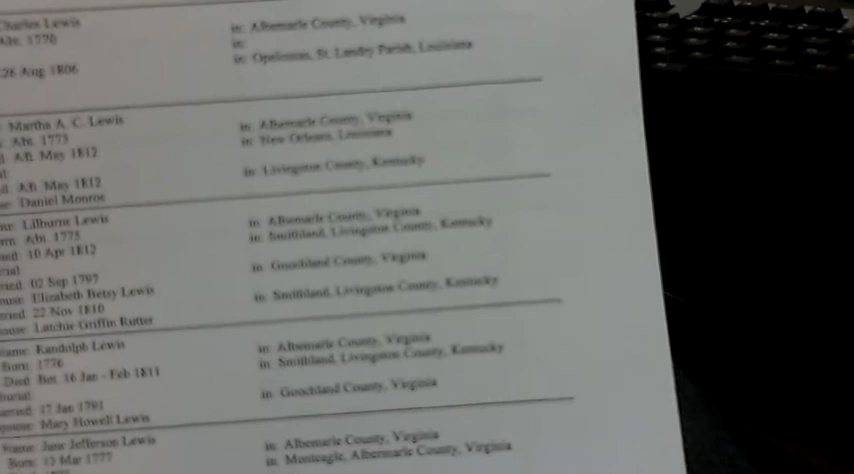 Charles Lewis in: Albemarle County, Virginia
Abt. 1770 in:
26 Aug 1806 in: Opelousas, St. Landry Parish, Louisiana
Martha A. C. Lewis
Abt. 1773 in: Albemarle County, Virginia
Aft. May 1812 in: New Orleans, Louisiana
Aft. May 1812 in: Livingston County, Kentucky
Daniel Monroe
Lilburne Lewis
Abt. 1775 in: Albemarle County, Virginia
10 Apr 1812 in: Smithland, Livingston County, Kentucky
02 Sep 1797 in: Goochland County, Virginia
Elizabeth Betsy Lewis
22 Nov 1810 in: Smithland, Livingston County, Kentucky
Latchie Griffin Rutter
Name: Randolph Lewis
Born: 1776 in: Albemarle County, Virginia
Died: Bet. 16 Jan - Feb 1811 in: Smithland, Livingston County, Kentucky
Burial:
17 Jan 1791 in: Goochland County, Virginia
Mary Howell Lewis
Name: Jane Jefferson Lewis
Born: 15 Mar 1777 in: Albemarle County, Virginia
in: Monteagle, Albemarle County, Virginia